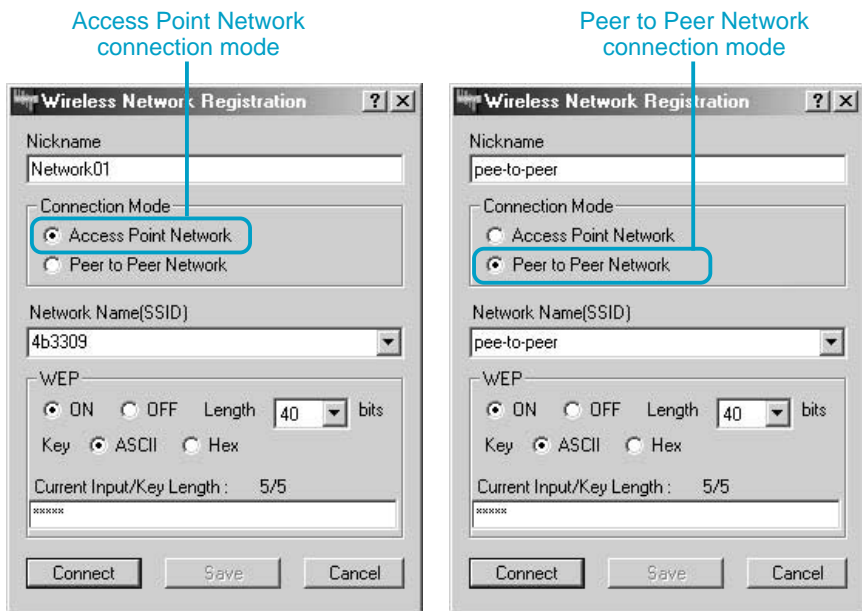 Access Point Network
connection mode
Wireless Network Registration
Nickname
Network01
Connection Mode
Access Point Network
Peer to Peer Network
Network Name(SSID)
4b3309
WEP
ON OFF Length 40 bits
Key ASCII Hex
Current Input/Key Length : 5/5
*****
Connect Save Cancel
Peer to Peer Network
connection mode
Wireless Network Registration
Nickname
pee-to-peer
Connection Mode
Access Point Network
Peer to Peer Network
Network Name(SSID)
pee-to-peer
WEP
ON OFF Length 40 bits
Key ASCII Hex
Current Input/Key Length : 5/5
*****
Connect Save Cancel